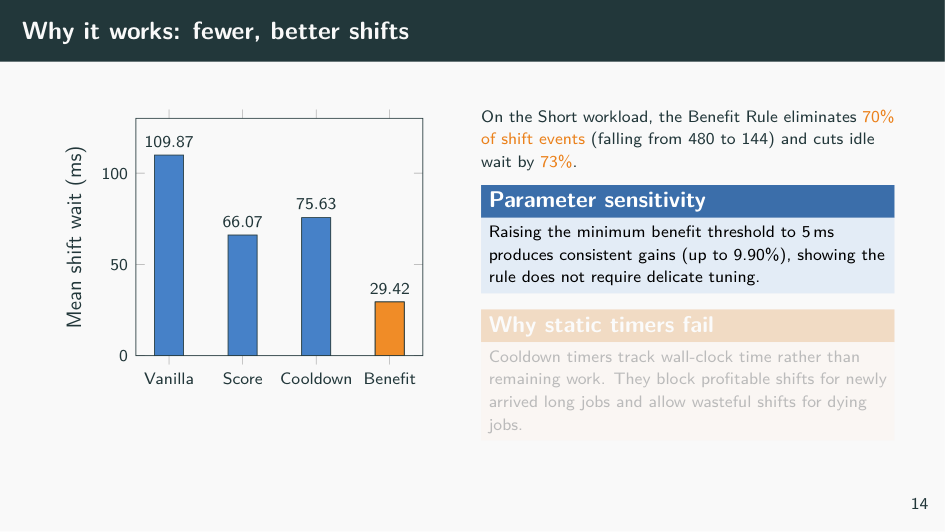 Why it works: fewer, better shifts
Mean shift wait (ms)
100
50
0
109.87
66.07
75.63
29.42
Vanilla Score Cooldown Benefit
On the Short workload, the Benefit Rule eliminates 70%
of shift events (falling from 480 to 144) and cuts idle
wait by 73%.
Parameter sensitivity
Raising the minimum benefit threshold to 5 ms
produces consistent gains (up to 9.90%), showing the
rule does not require delicate tuning.
Why static timers fail
Cooldown timers track wall-clock time rather than
remaining work. They block profitable shifts for newly
arrived long jobs and allow wasteful shifts for dying
jobs.
14